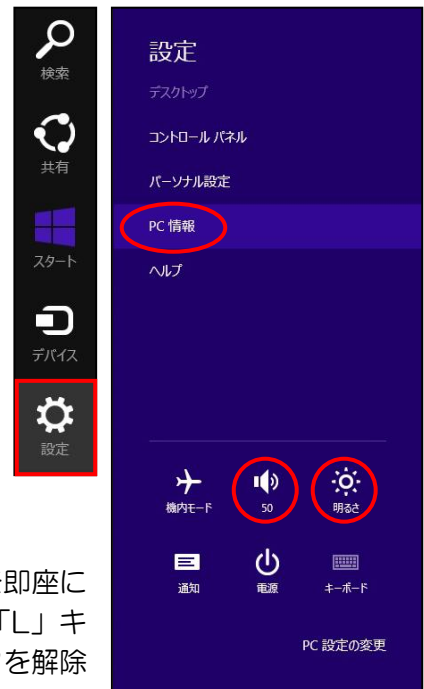 検索
共有
スタート
デバイス
設定
設定
デスクトップ
コントロール パネル
パーソナル設定
PC 情報
ヘルプ
機内モード
50
明るさ
通知
電源
キーボード
PC 設定の変更
即座に
「L」キ
を解除